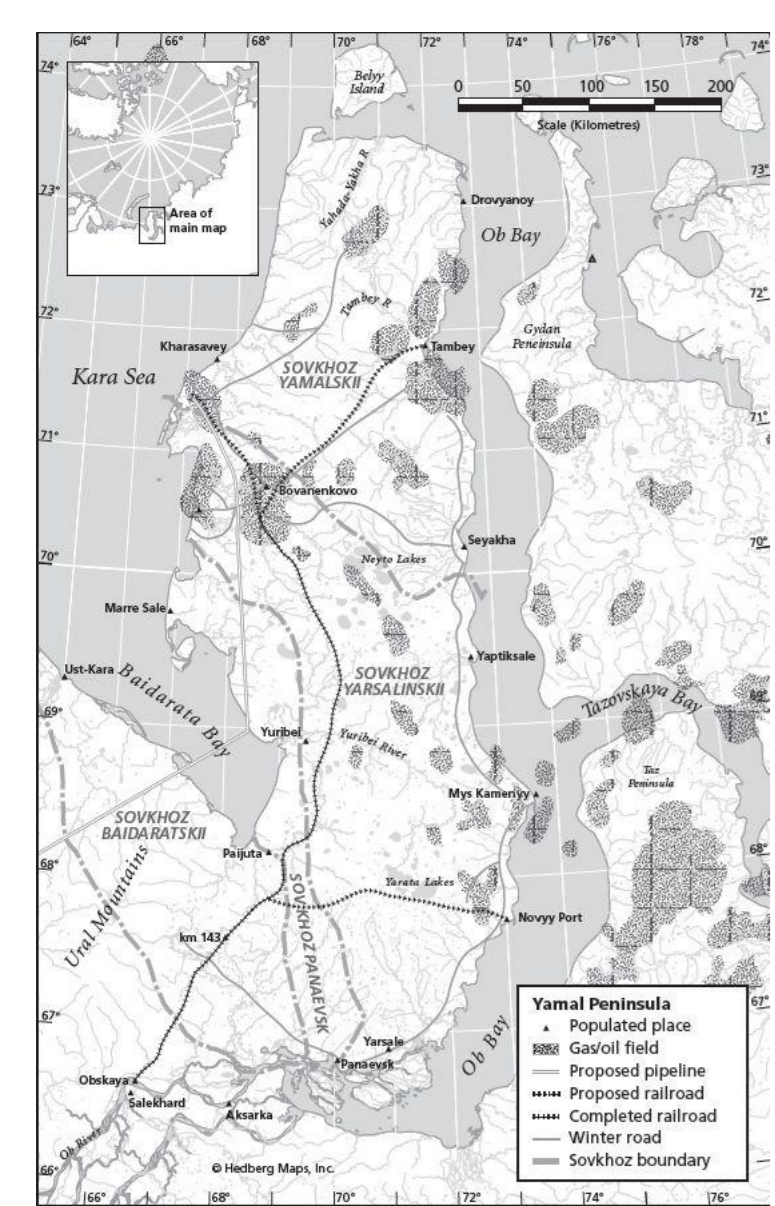 64°
66°
68°
70°
72°
74°
76°
78°
74°
74°
Belyy
Island
0 50 100 150 200
Scale (Kilometres)
Area of
main map
73°
73°
Yahada-Yakha R
Drovyanoy
Ob Bay
72°
72°
Tambey R
Gydan
Peneinsula
Kharasavey
Tambey
Kara Sea
SOVKHOZ
YAMALSKII
71°
71°
Bovanenkovo
Seyakha
70°
70°
Neyto Lakes
Marre Sale
Yaptiksale
Ust-Kara
Baidarata Bay
SOVKHOZ
YARSALINSKII
Tazovskaya Bay
69°
69°
Yuribei
Yuribei River
Taz
Peninsula
Mys Kamenyy
SOVKHOZ
BAIDARATSKII
Paijuta
68°
68°
Ural Mountains
Yarata Lakes
SOVKHOZ PANAEVSK
Novyy Port
km 143
67°
67°
Yarsale
Panaevsk
Ob Bay
Obskaya
Salekhard
Aksarka
Ob River
66°
© Hedberg Maps, Inc.
Yamal Peninsula
Populated place
Gas/oil field
Proposed pipeline
Proposed railroad
Completed railroad
Winter road
Sovkhoz boundary
66°
68°
70°
72°
74°
76°